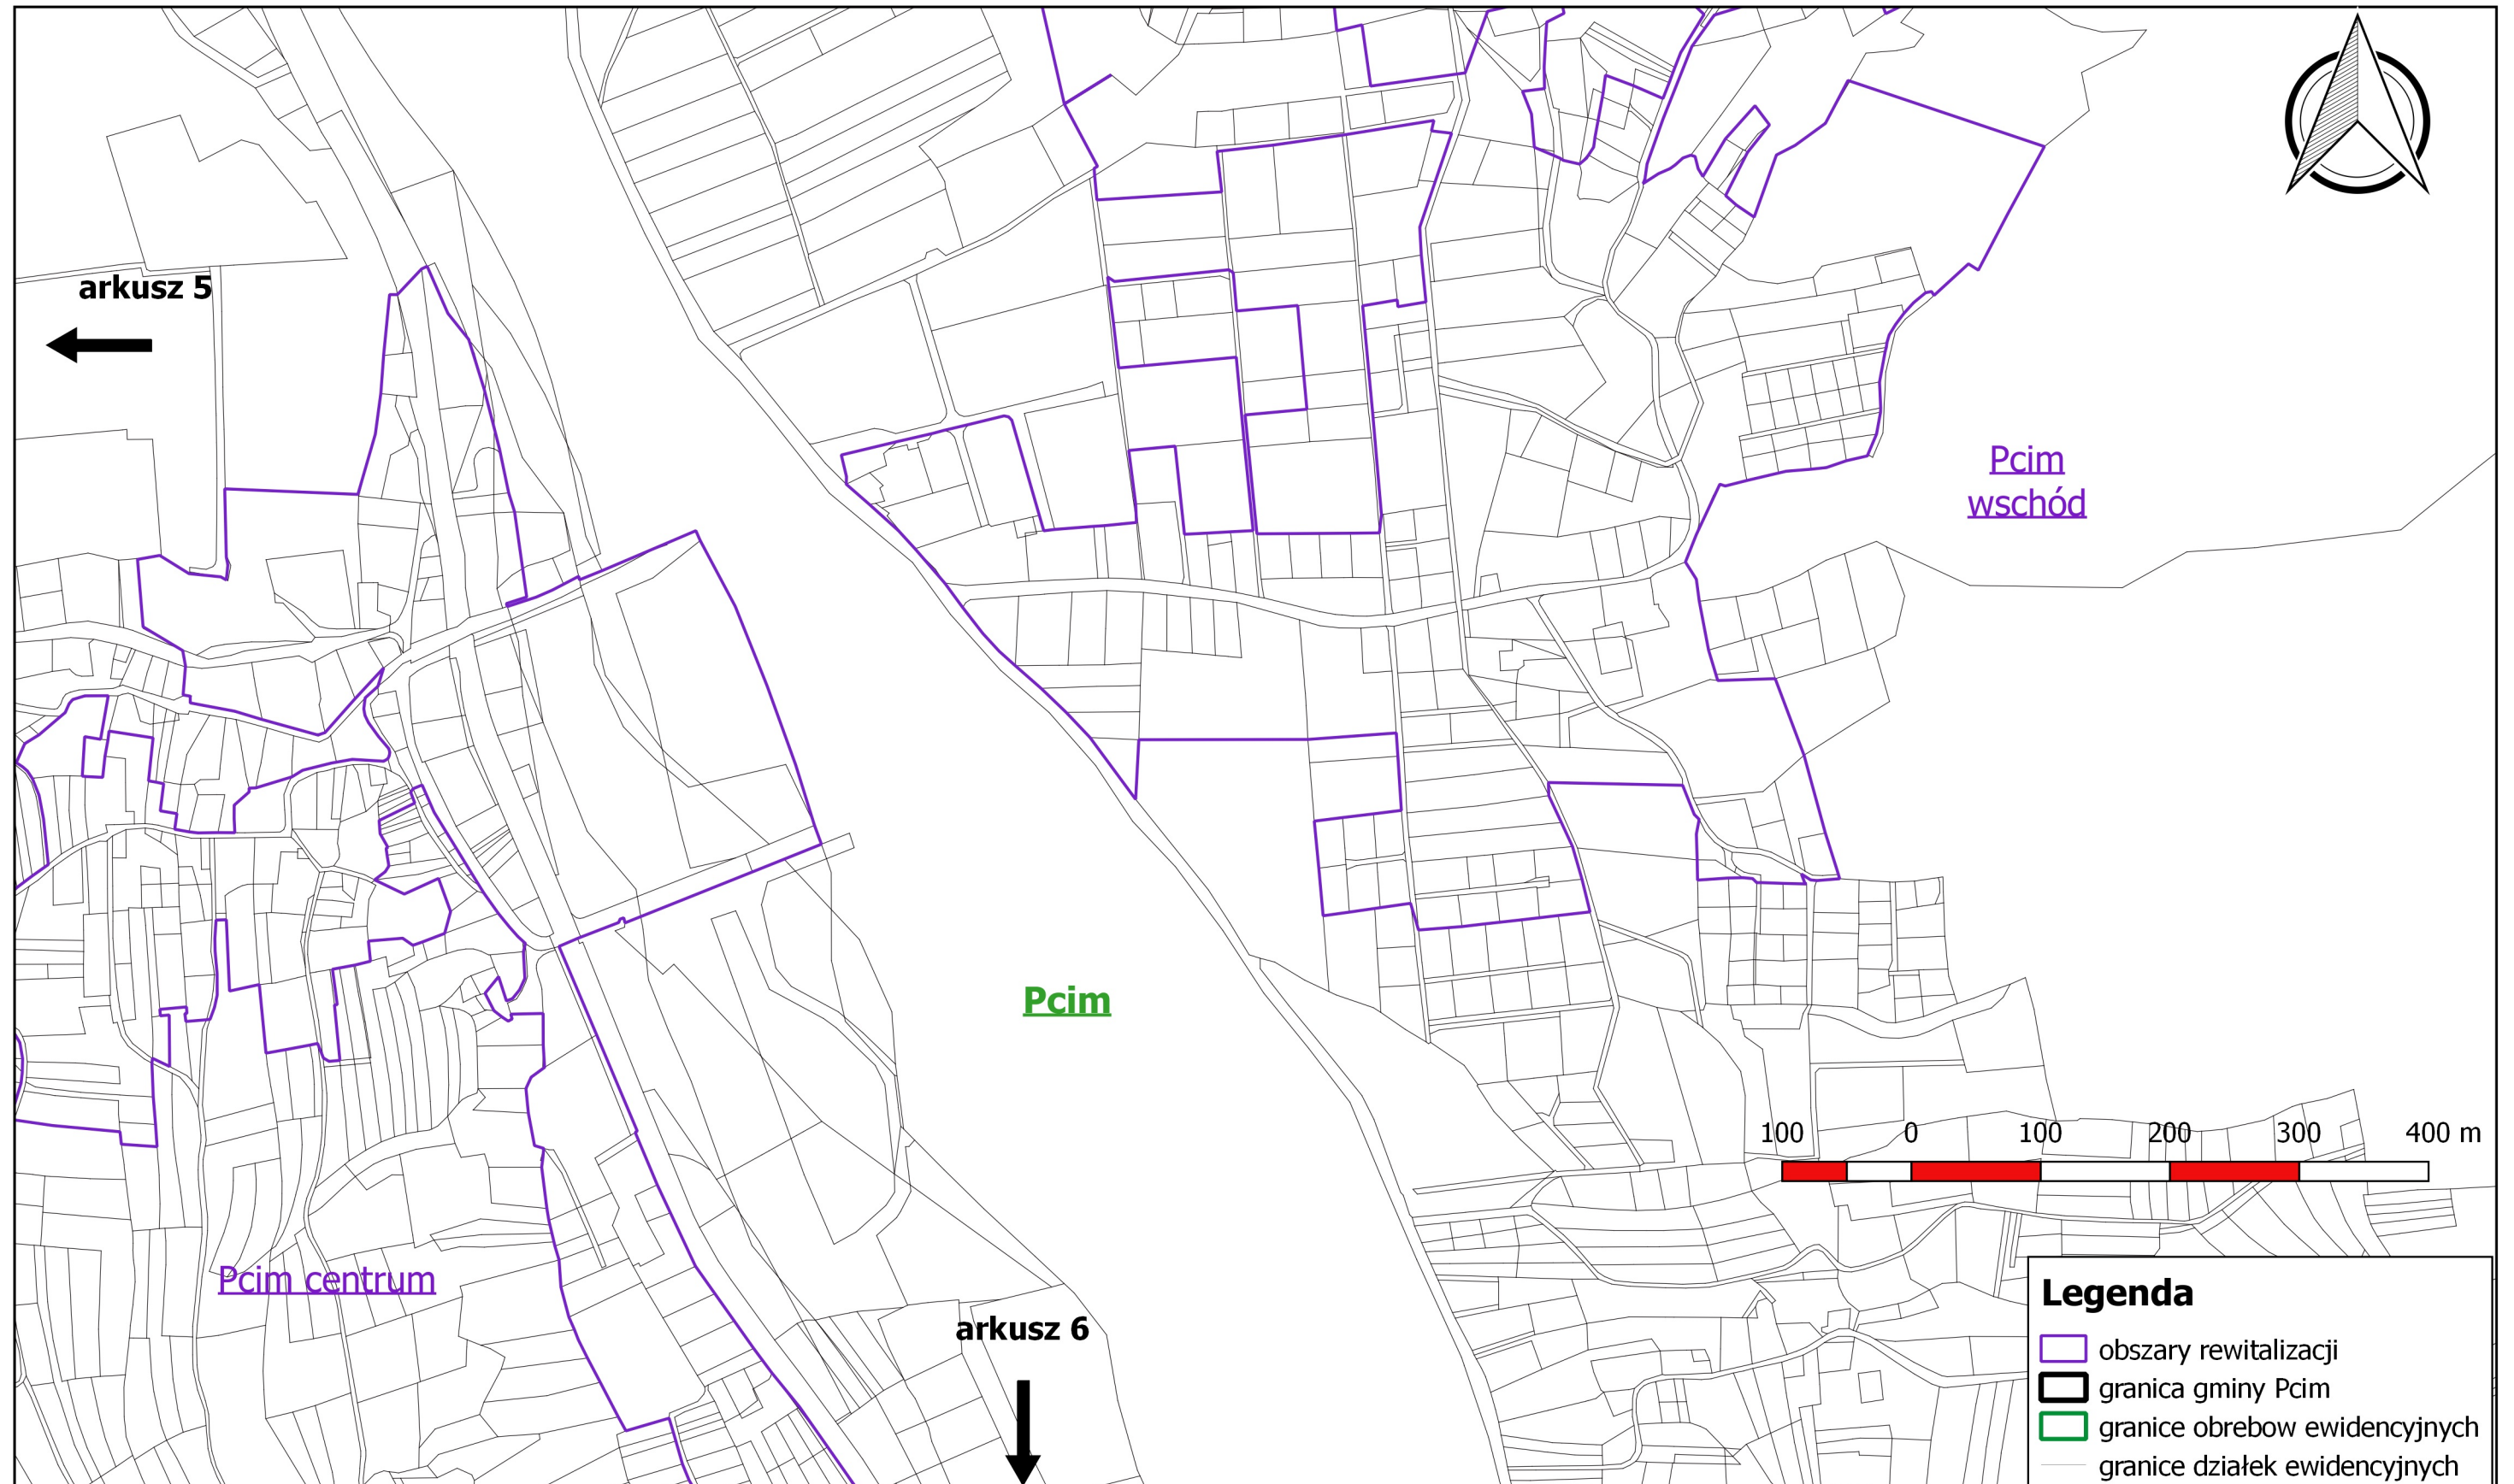 arkusz 5
Pcim
wschód
Pcim
100 0 100 200 300 400 m
Pcim centrum
arkusz 6
Legenda
obszary rewitalizacji
granica gminy Pcim
granice obrebow ewidencyjnych
granice działek ewidencyjnych